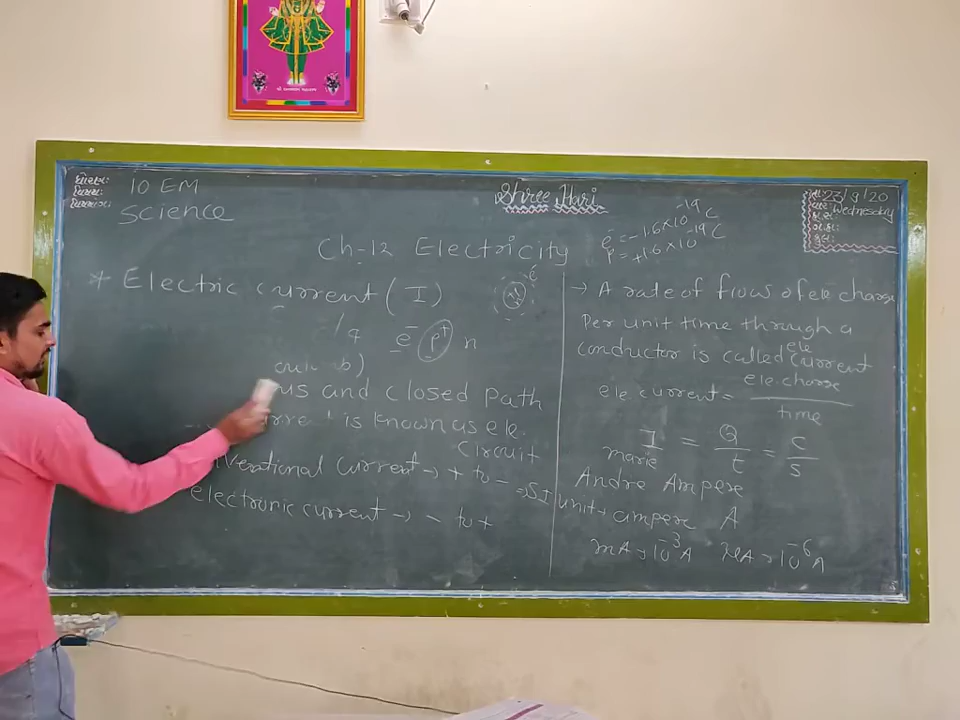 10 EM
Science
Shree Hari
23/9/20
Wednesday
Ch-12 Electricity
e⁻ = -1.6×10⁻¹⁹ C
P = +1.6×10⁻¹⁹ C
* Electric current (I)
e⁻ p⁺ n
and closed Path
is known as ele.
circuit
current → + to -
electronic current → - to +
→ A rate of flow of ele charge
Per unit time through a
Conductor is called ele current
ele current = ele. charge / time
I = Q/t = C/S
marie
Andre Ampere
⇒ SI unit → ampere A
mA → 10⁻³ A μA → 10⁻⁶ A